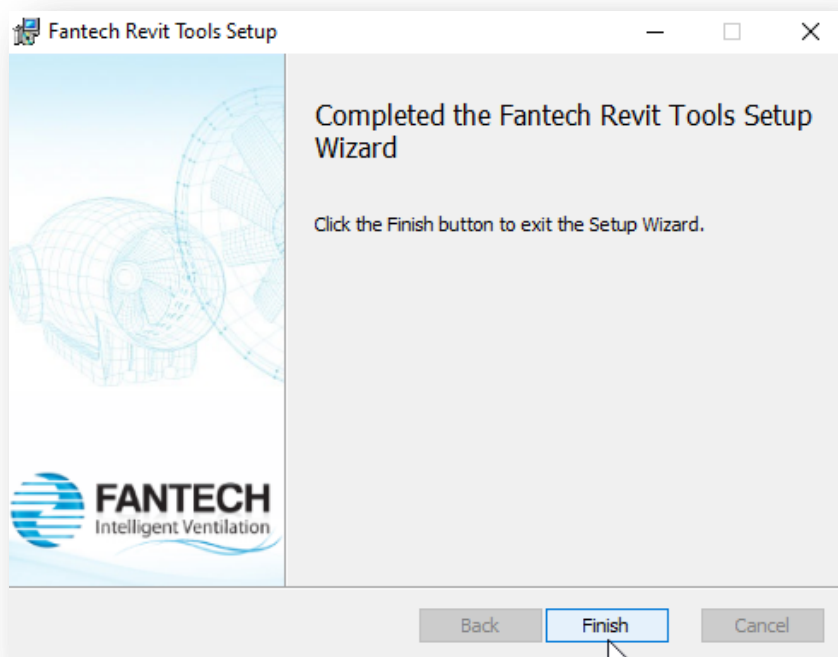 Fantech Revit Tools Setup
Completed the Fantech Revit Tools Setup
Wizard
Click the Finish button to exit the Setup Wizard.
FANTECH
Intelligent Ventilation
Back
Finish
Cancel